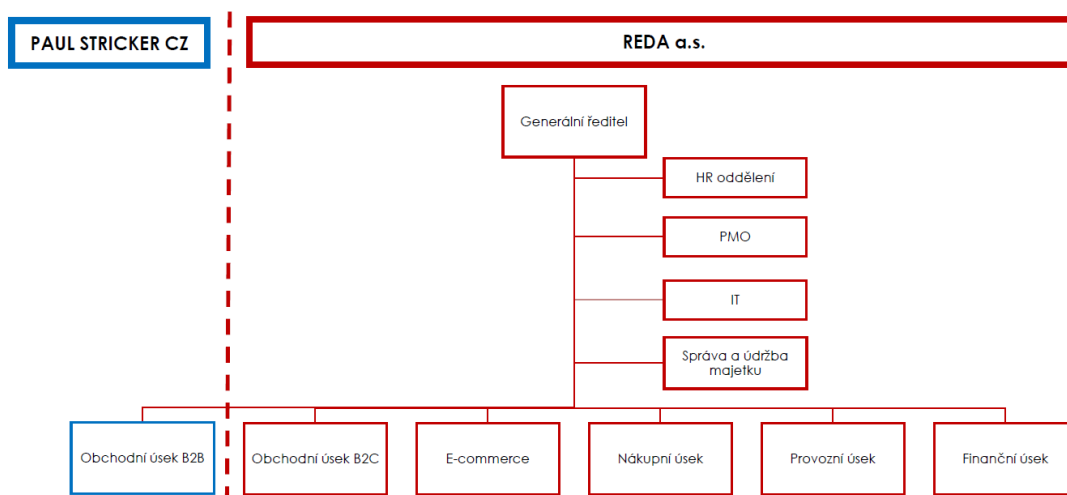 PAUL STRICKER CZ
REDA a.s.
Generální ředitel
HR oddělení
PMO
IT
Správa a údržba
majetku
Obchodní úsek B2B
Obchodní úsek B2C
E-commerce
Nákupní úsek
Provozní úsek
Finanční úsek